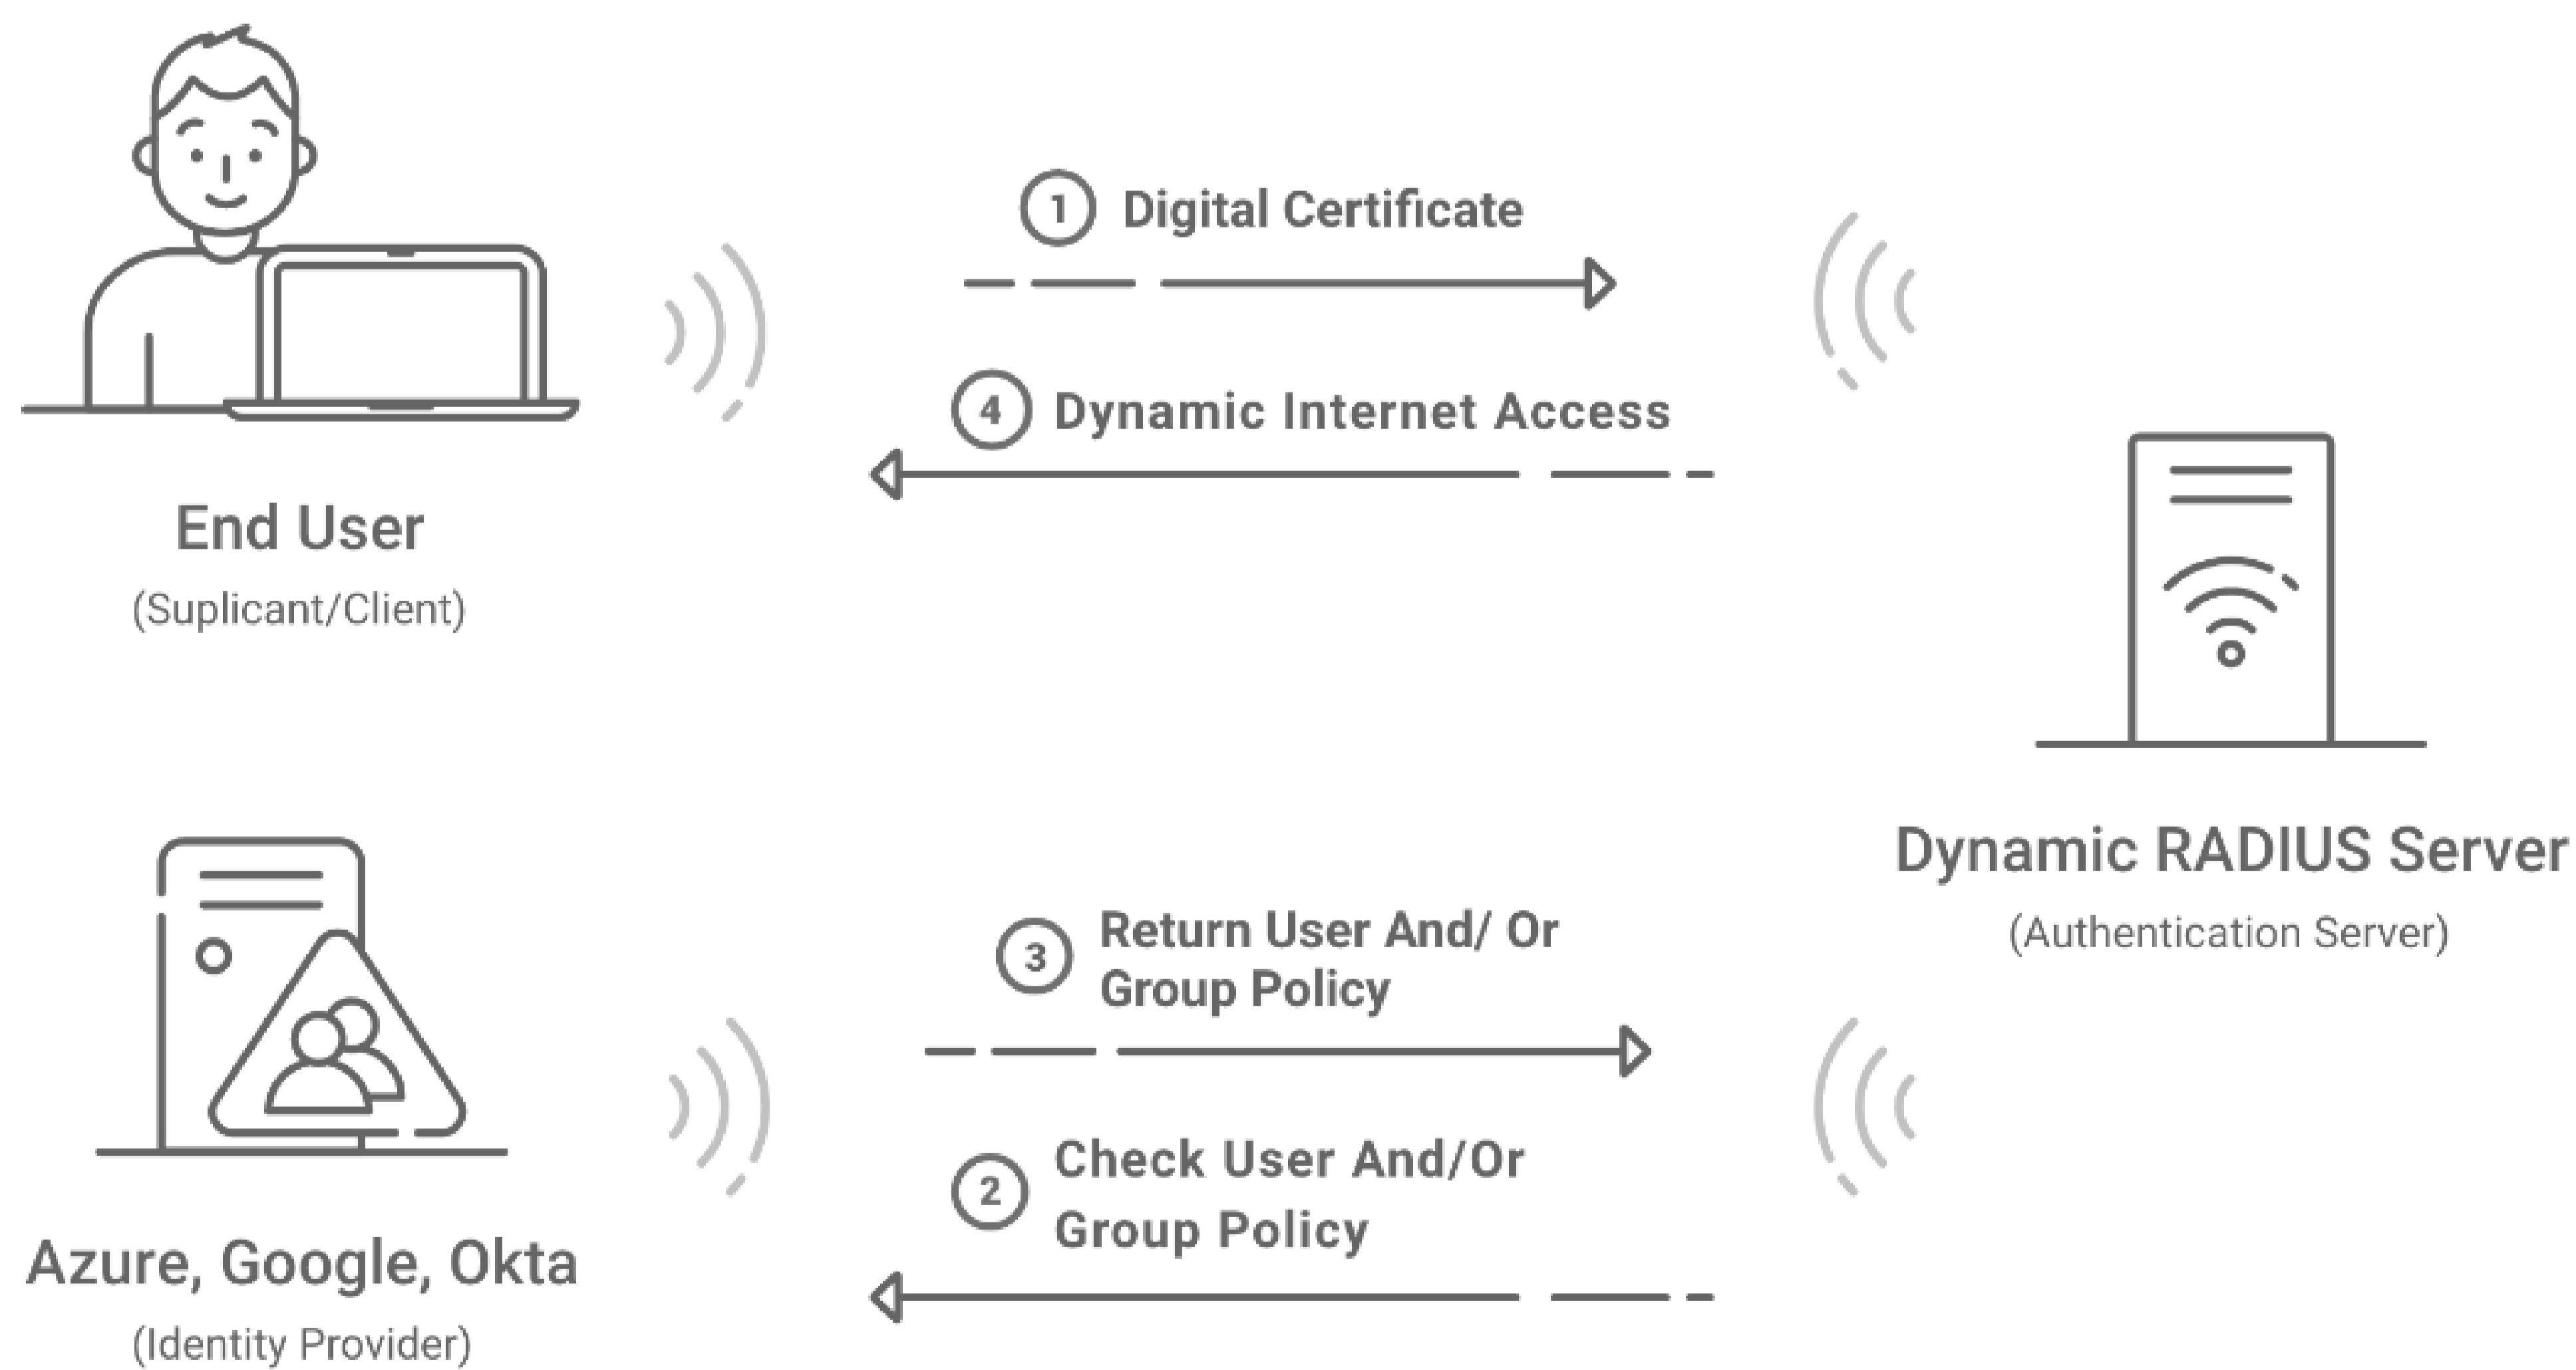 1 Digital Certificate
4 Dynamic Internet Access
End User
(Suplicant/Client)
Dynamic RADIUS Server
(Authentication Server)
3 Return User And/ Or
Group Policy
2 Check User And/Or
Group Policy
Azure, Google, Okta
(Identity Provider)